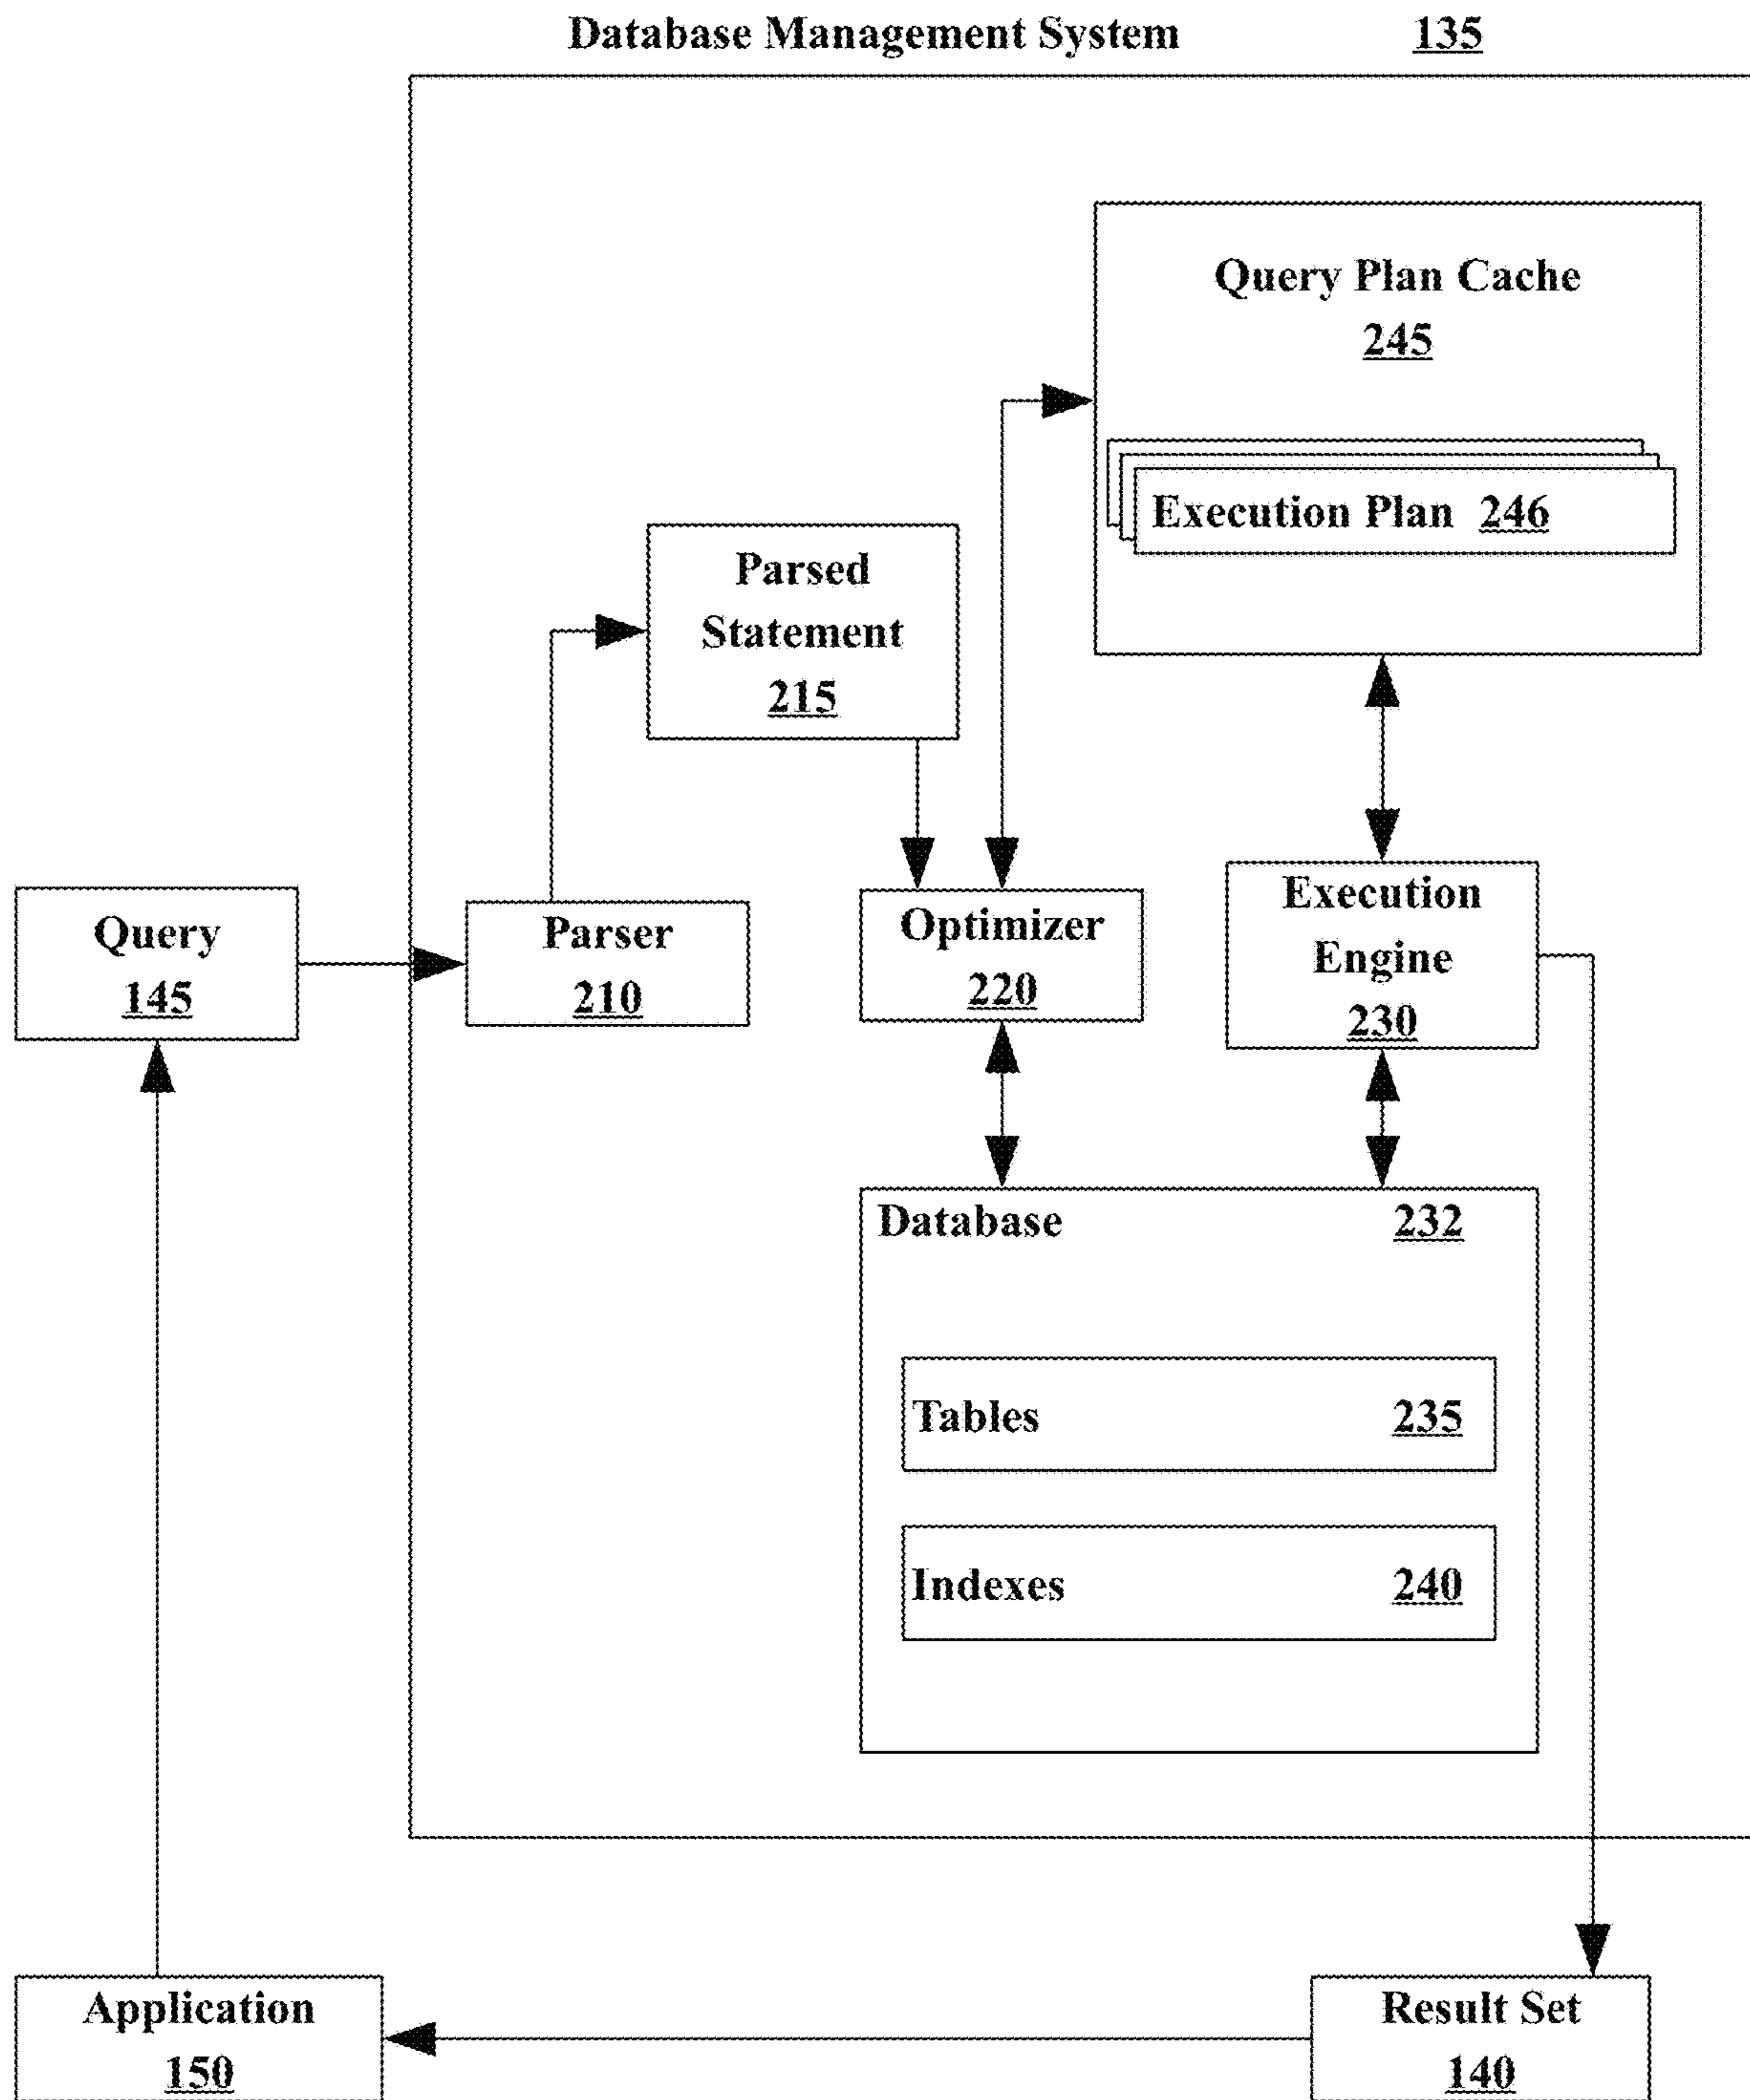 Database Management System 135
Query Plan Cache
245
Execution Plan 246
Parsed
Statement
215
Query
145
Parser
210
Optimizer
220
Execution
Engine
230
Database 232
Tables 235
Indexes 240
Application
150
Result Set
140